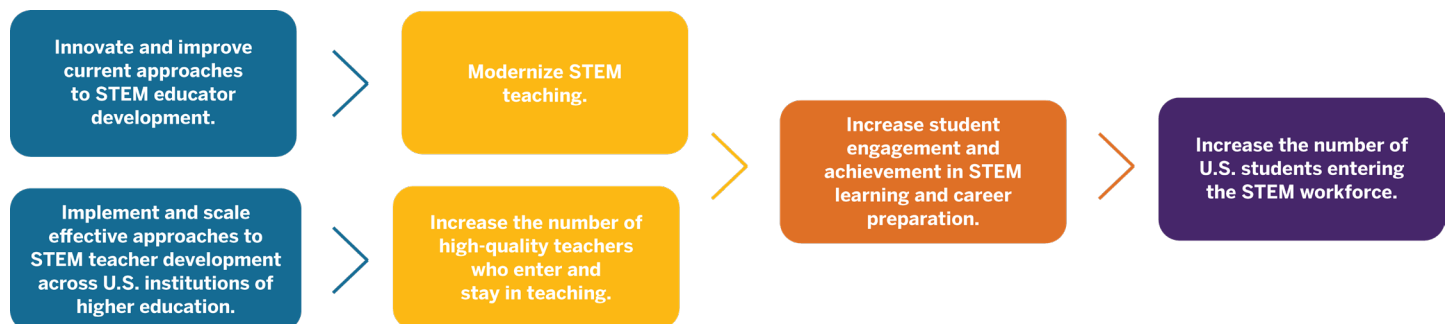 Innovate and improve
current approaches
to STEM educator
development.
Modernize STEM
teaching.
Implement and scale
effective approaches to
STEM teacher development
across U.S. institutions of
higher education.
Increase the number of
high-quality teachers
who enter and
stay in teaching.
Increase student
engagement and
achievement in STEM
learning and career
preparation.
Increase the number of
U.S. students entering
the STEM workforce.